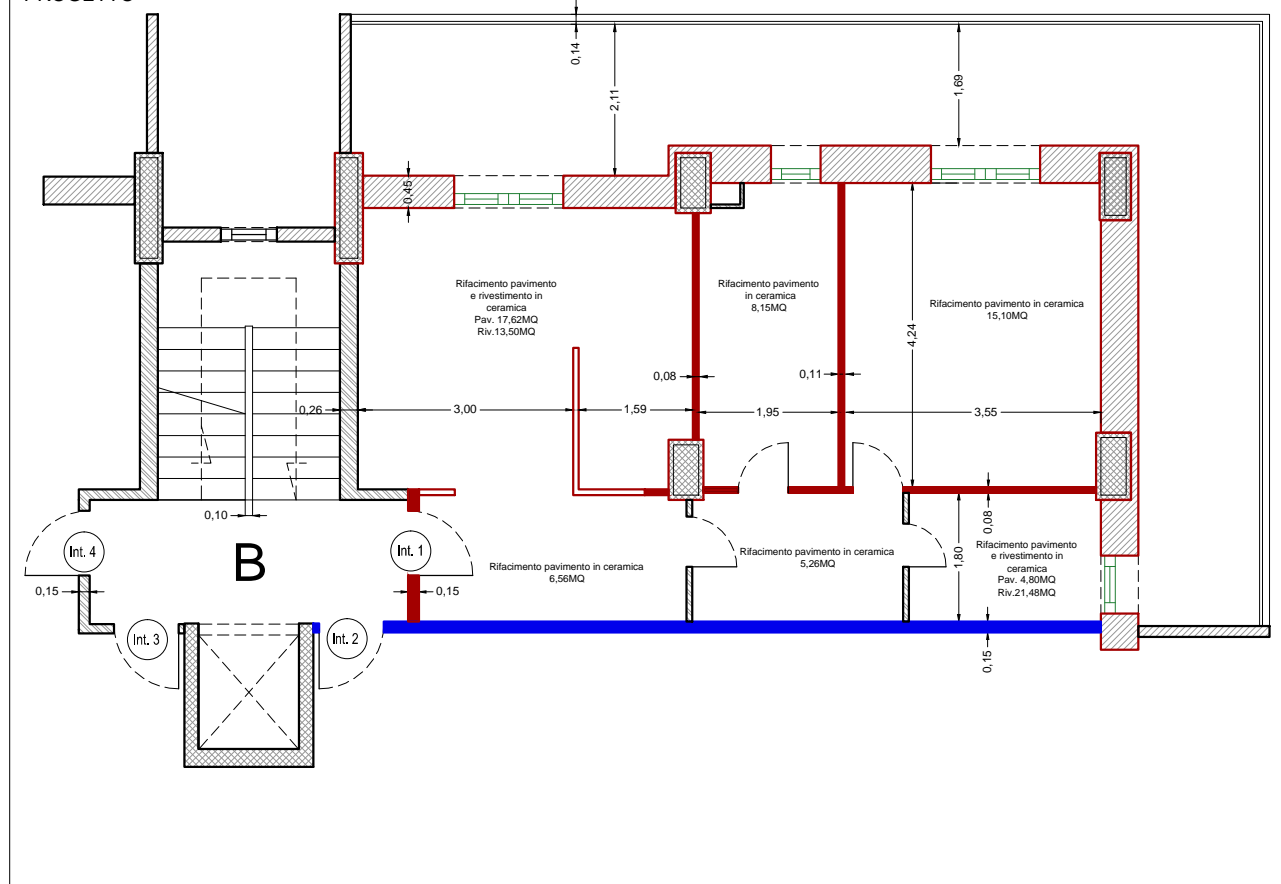 0,14
2,11
1,69
0,45
Rifacimento pavimento
e rivestimento in
ceramica
Pav. 17,62MQ
Riv.13,50MQ
Rifacimento pavimento
in ceramica
8,15MQ
Rifacimento pavimento in ceramica
15,10MQ
4,24
0,08
0,11
0,26
3,00
1,59
1,95
3,55
0,10
Int. 4
B
Int. 1
0,15
0,15
Rifacimento pavimento in ceramica
6,56MQ
Rifacimento pavimento in ceramica
5,26MQ
1,80
0,08
Rifacimento pavimento
e rivestimento in
ceramica
Pav. 4,80MQ
Riv.21,48MQ
Int. 3
Int. 2
0,15